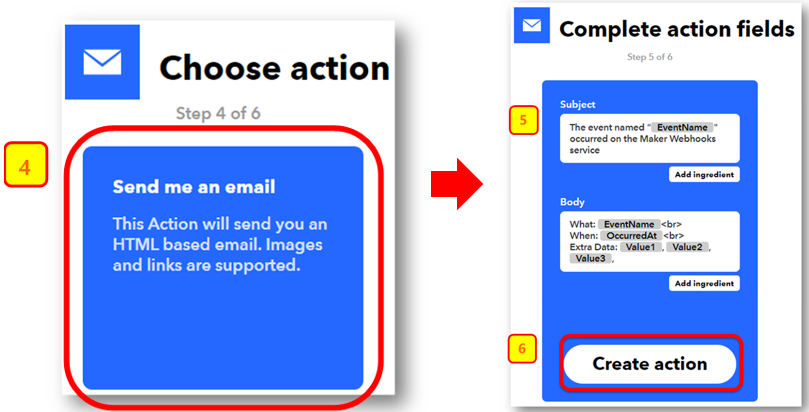 Choose action
Step 4 of 6
4
Send me an email
This Action will send you an
HTML based email. Images
and links are supported.
Complete action fields
Step 5 of 6
5
Subject
The event named " EventName "
occurred on the Maker Webhooks
service
Add ingredient
Body
What: EventName <br>
When: OccurredAt <br>
Extra Data: Value1 , Value2 ,
Value3 ,
Add ingredient
6
Create action